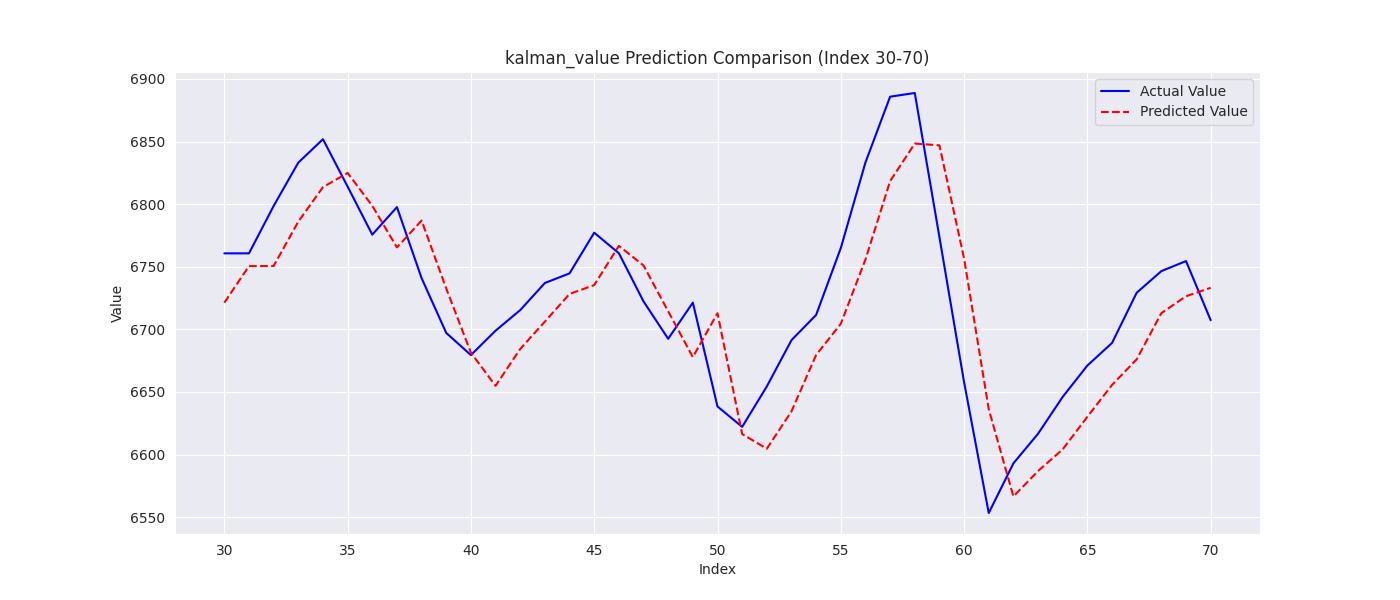 kalman_value Prediction Comparison (Index 30-70)
Actual Value
Predicted Value
Value
6900
6850
6800
6750
6700
6650
6600
6550
30 35 40 45 50 55 60 65 70
Index